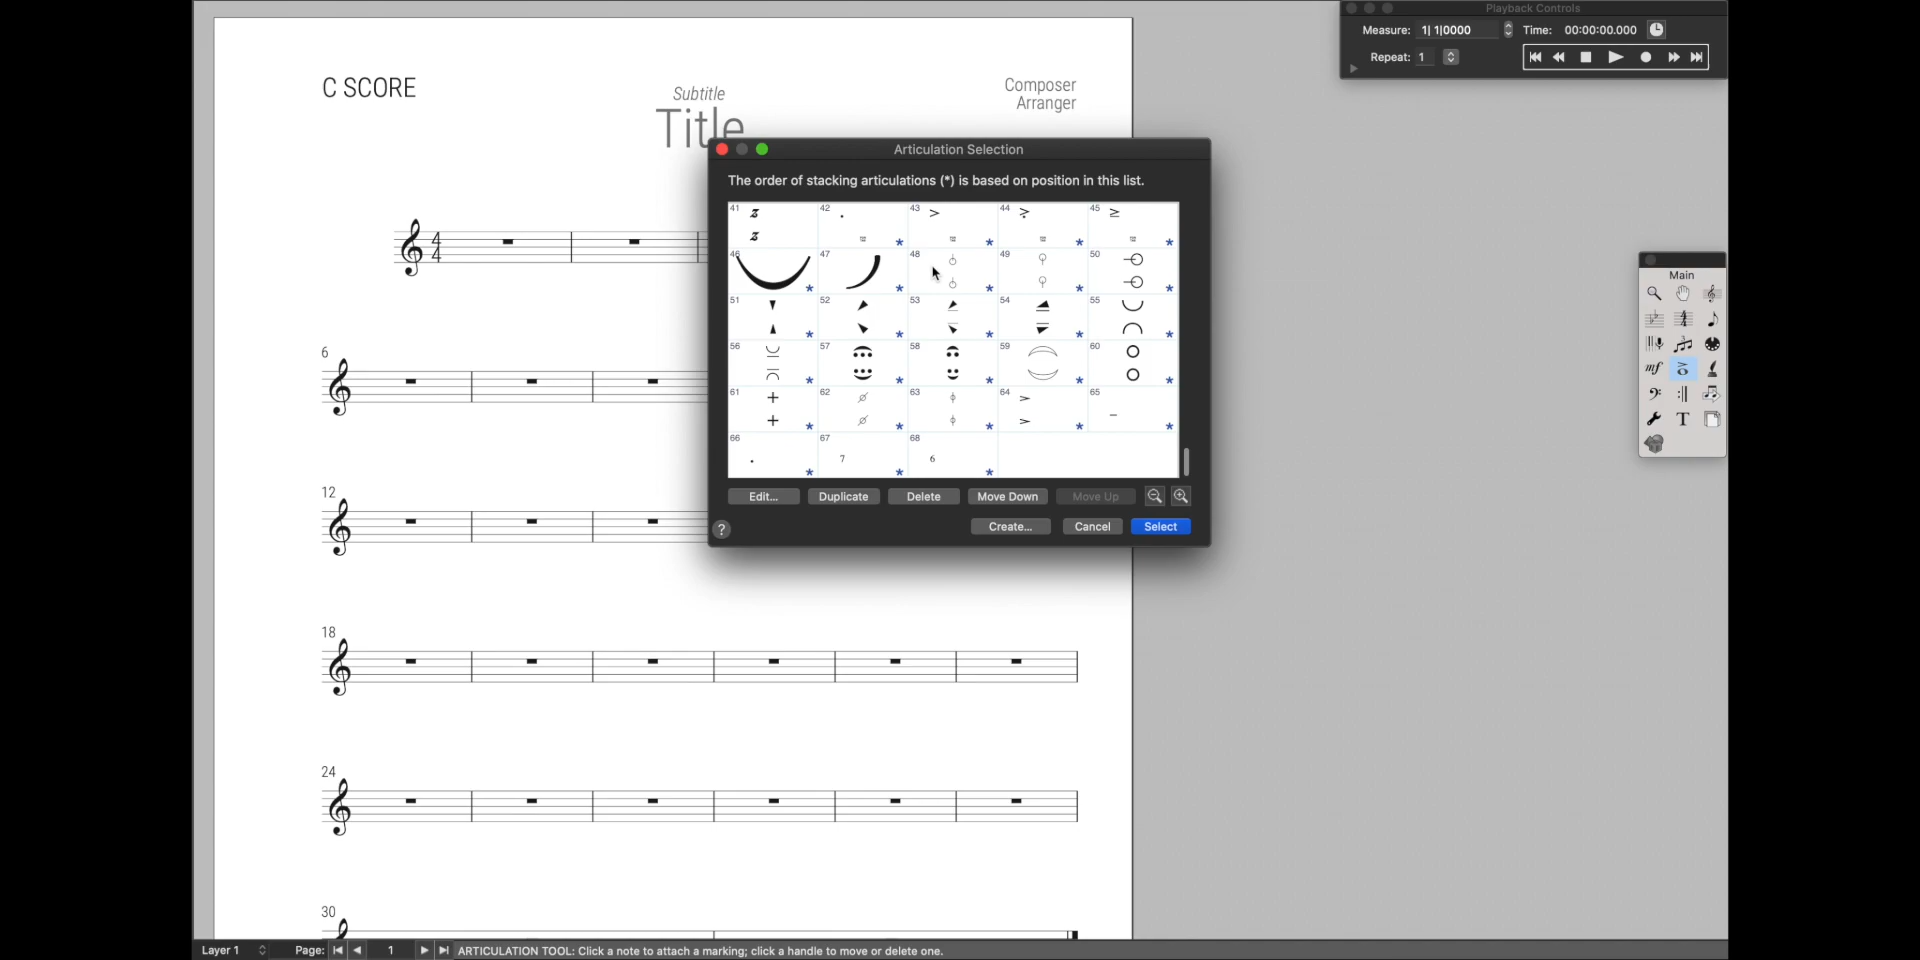 Playback Controls
Measure: 1| 1|0000 Time: 00:00:00.000
Repeat: 1
C SCORE
Subtitle
Title
Composer
Arranger
Articulation Selection
The order of stacking articulations (*) is based on position in this list.
41 42 43 44 45
46 47 48 49 50
51 52 53 54 55
56 57 58 59 60
61 62 63 64 65
66 67 68
7 6
Edit... Duplicate Delete Move Down Move Up
? Create... Cancel Select
Main
mf
T
6
12
18
24
30
Layer 1 Page: 1 ARTICULATION TOOL: Click a note to attach a marking; click a handle to move or delete one.